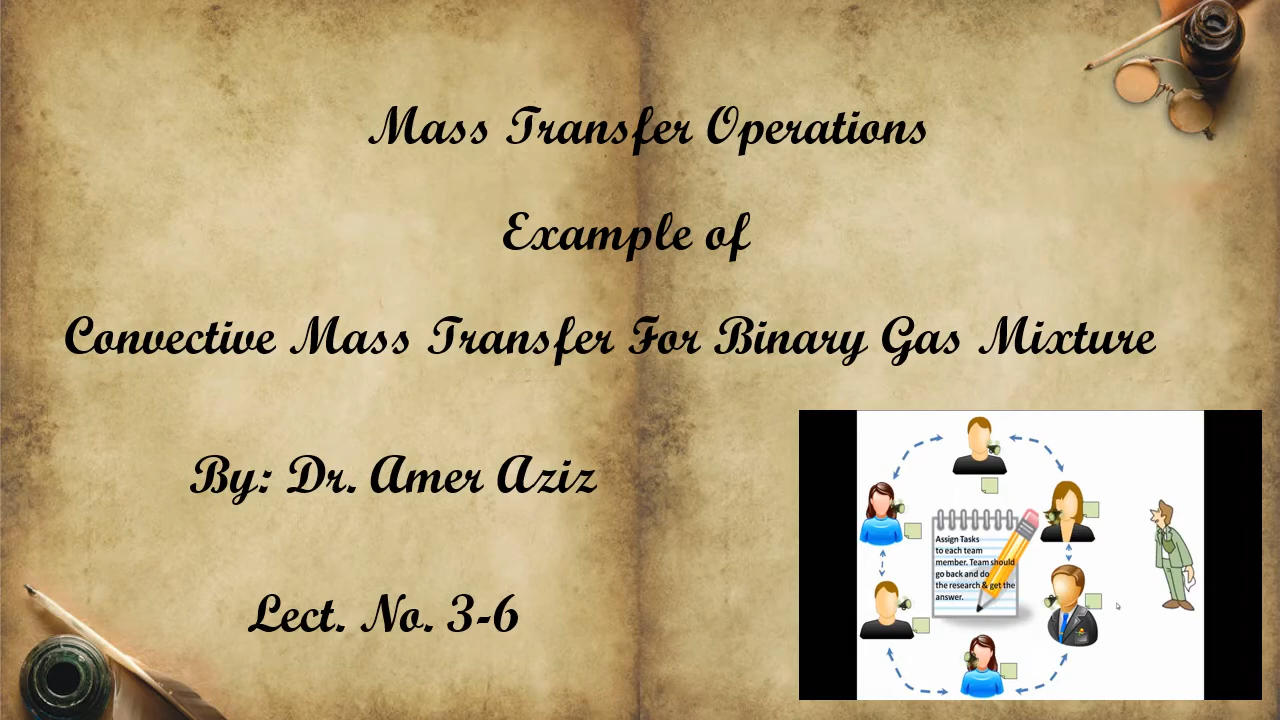 Mass Transfer Operations
Example of
Convective Mass Transfer For Binary Gas Mixture
By: Dr. Amer Aziz
Lect. No. 3-6
Assign Tasks
to each team
member. Team should
go back and do
the research & get the
answer.